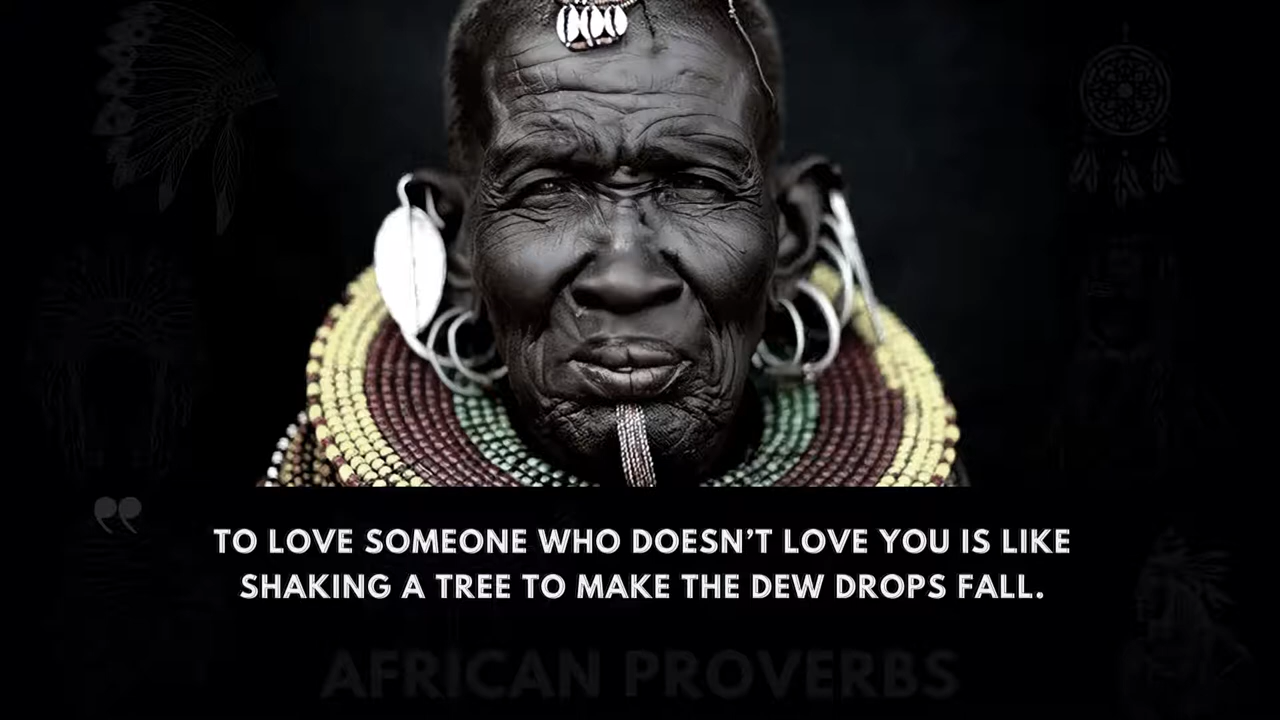 TO LOVE SOMEONE WHO DOESN’T LOVE YOU IS LIKE
SHAKING A TREE TO MAKE THE DEW DROPS FALL.
AFRICAN PROVERBS